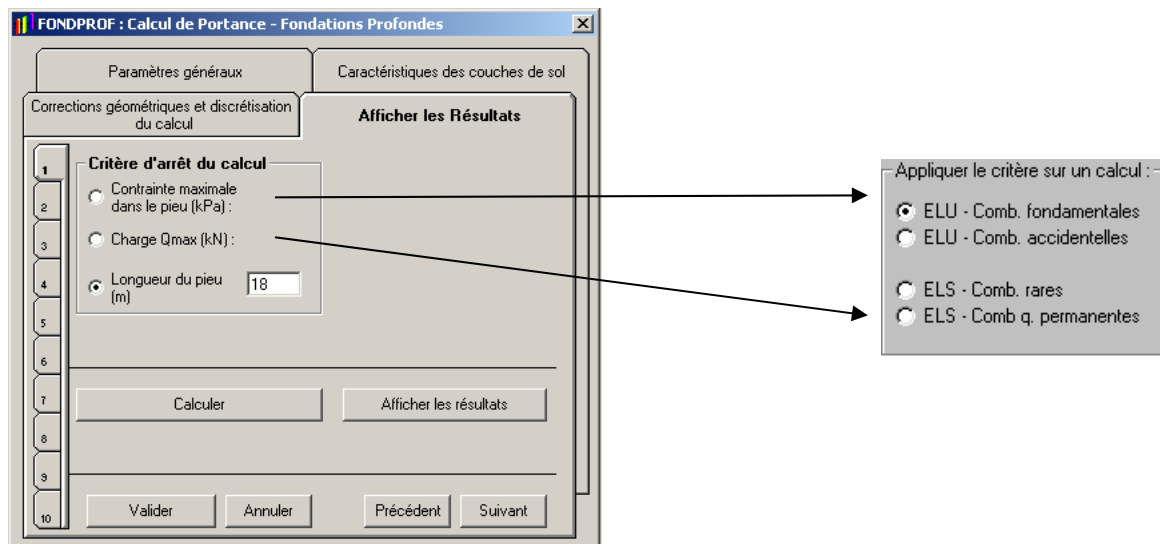 FONDPROF : Calcul de Portance - Fondations Profondes
Paramètres généraux
Caractéristiques des couches de sol
Corrections géométriques et discrétisation
du calcul
Afficher les Résultats
1
2
3
4
5
6
7
8
9
10
Critère d'arrêt du calcul
Contrainte maximale
dans le pieu (kPa) :
Charge Qmax (kN) :
Longueur du pieu
(m)
18
Calculer
Afficher les résultats
Valider
Annuler
Précédent
Suivant
Appliquer le critère sur un calcul :
ELU - Comb. fondamentales
ELU - Comb. accidentelles
ELS - Comb. rares
ELS - Comb q. permanentes